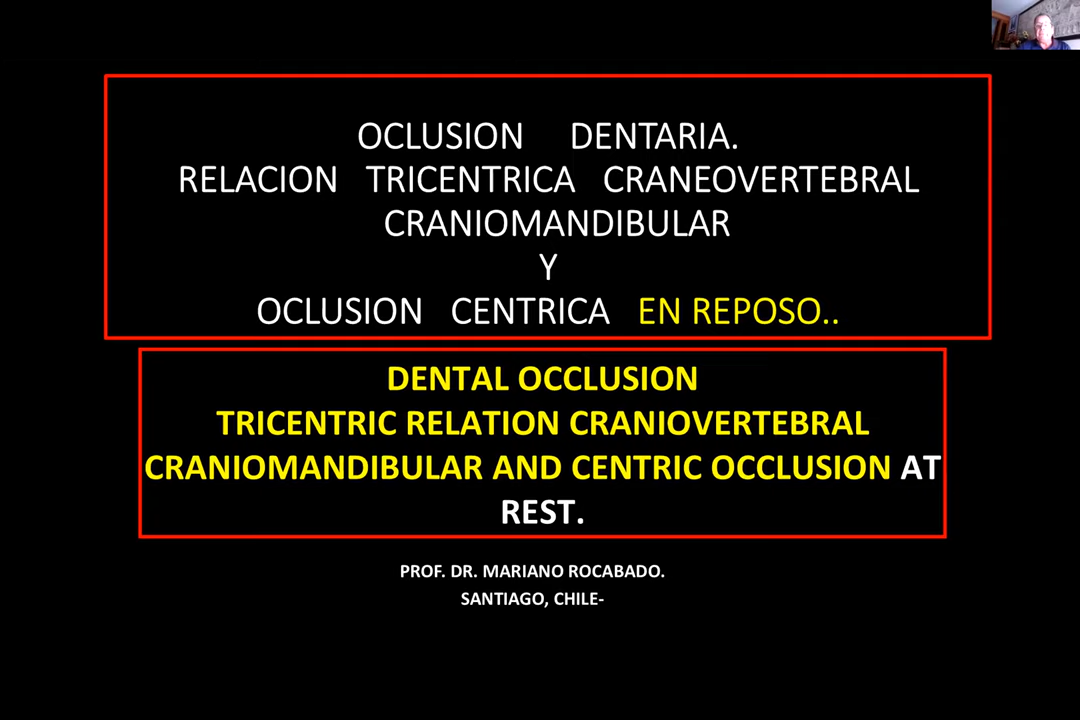 OCLUSION DENTARIA.
RELACION TRICENTRICA CRANEOVERTEBRAL
CRANIOMANDIBULAR
Y
OCLUSION CENTRICA EN REPOSO..
DENTAL OCCLUSION
TRICENTRIC RELATION CRANIOVERTEBRAL
CRANIOMANDIBULAR AND CENTRIC OCCLUSION AT
REST.
PROF. DR. MARIANO ROCABADO.
SANTIAGO, CHILE-